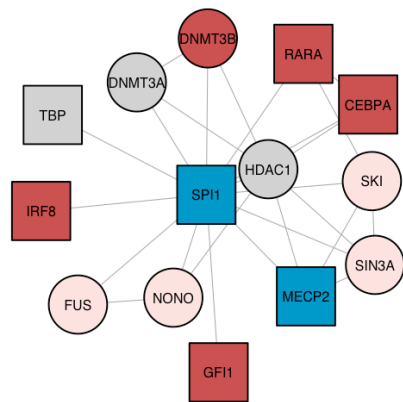 DNMT3B
RARA
DNMT3A
CEBPA
TBP
HDAC1
SKI
SPI1
IRF8
SIN3A
MECP2
FUS
NONO
GFI1